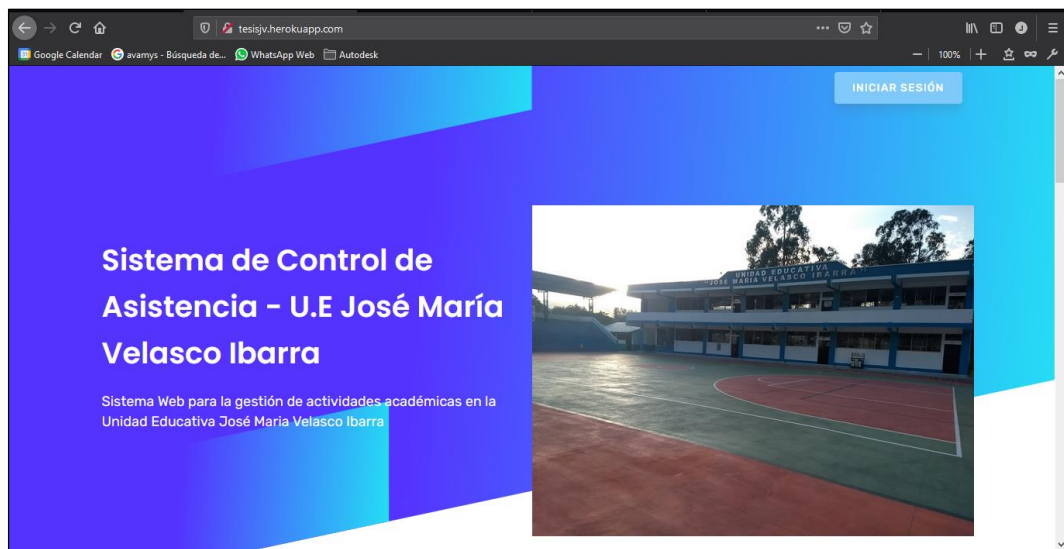 tesisjv.herokuapp.com
Google Calendar avamys - Búsqueda de... WhatsApp Web Autodesk 100%
INICIAR SESIÓN
Sistema de Control de
Asistencia - U.E José María
Velasco Ibarra
Sistema Web para la gestión de actividades académicas en la
Unidad Educativa José Maria Velasco Ibarra
UNIDAD EDUCATIVA
"JOSE MARIA VELASCO IBARRA"